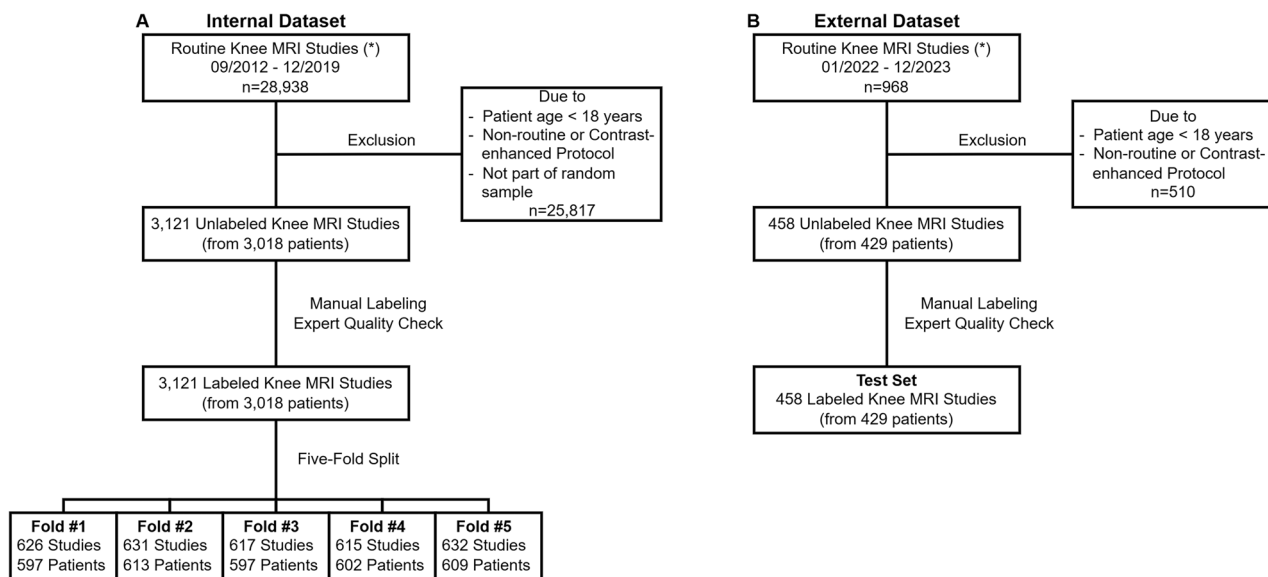 A Internal Dataset
Routine Knee MRI Studies (*)
09/2012 - 12/2019
n=28,938
Exclusion
Due to
- Patient age < 18 years
- Non-routine or Contrast-
enhanced Protocol
- Not part of random
sample
n=25,817
3,121 Unlabeled Knee MRI Studies
(from 3,018 patients)
Manual Labeling
Expert Quality Check
3,121 Labeled Knee MRI Studies
(from 3,018 patients)
Five-Fold Split
Fold #1
626 Studies
597 Patients
Fold #2
631 Studies
613 Patients
Fold #3
617 Studies
597 Patients
Fold #4
615 Studies
602 Patients
Fold #5
632 Studies
609 Patients
B External Dataset
Routine Knee MRI Studies (*)
01/2022 - 12/2023
n=968
Exclusion
Due to
- Patient age < 18 years
- Non-routine or Contrast-
enhanced Protocol
n=510
458 Unlabeled Knee MRI Studies
(from 429 patients)
Manual Labeling
Expert Quality Check
Test Set
458 Labeled Knee MRI Studies
(from 429 patients)